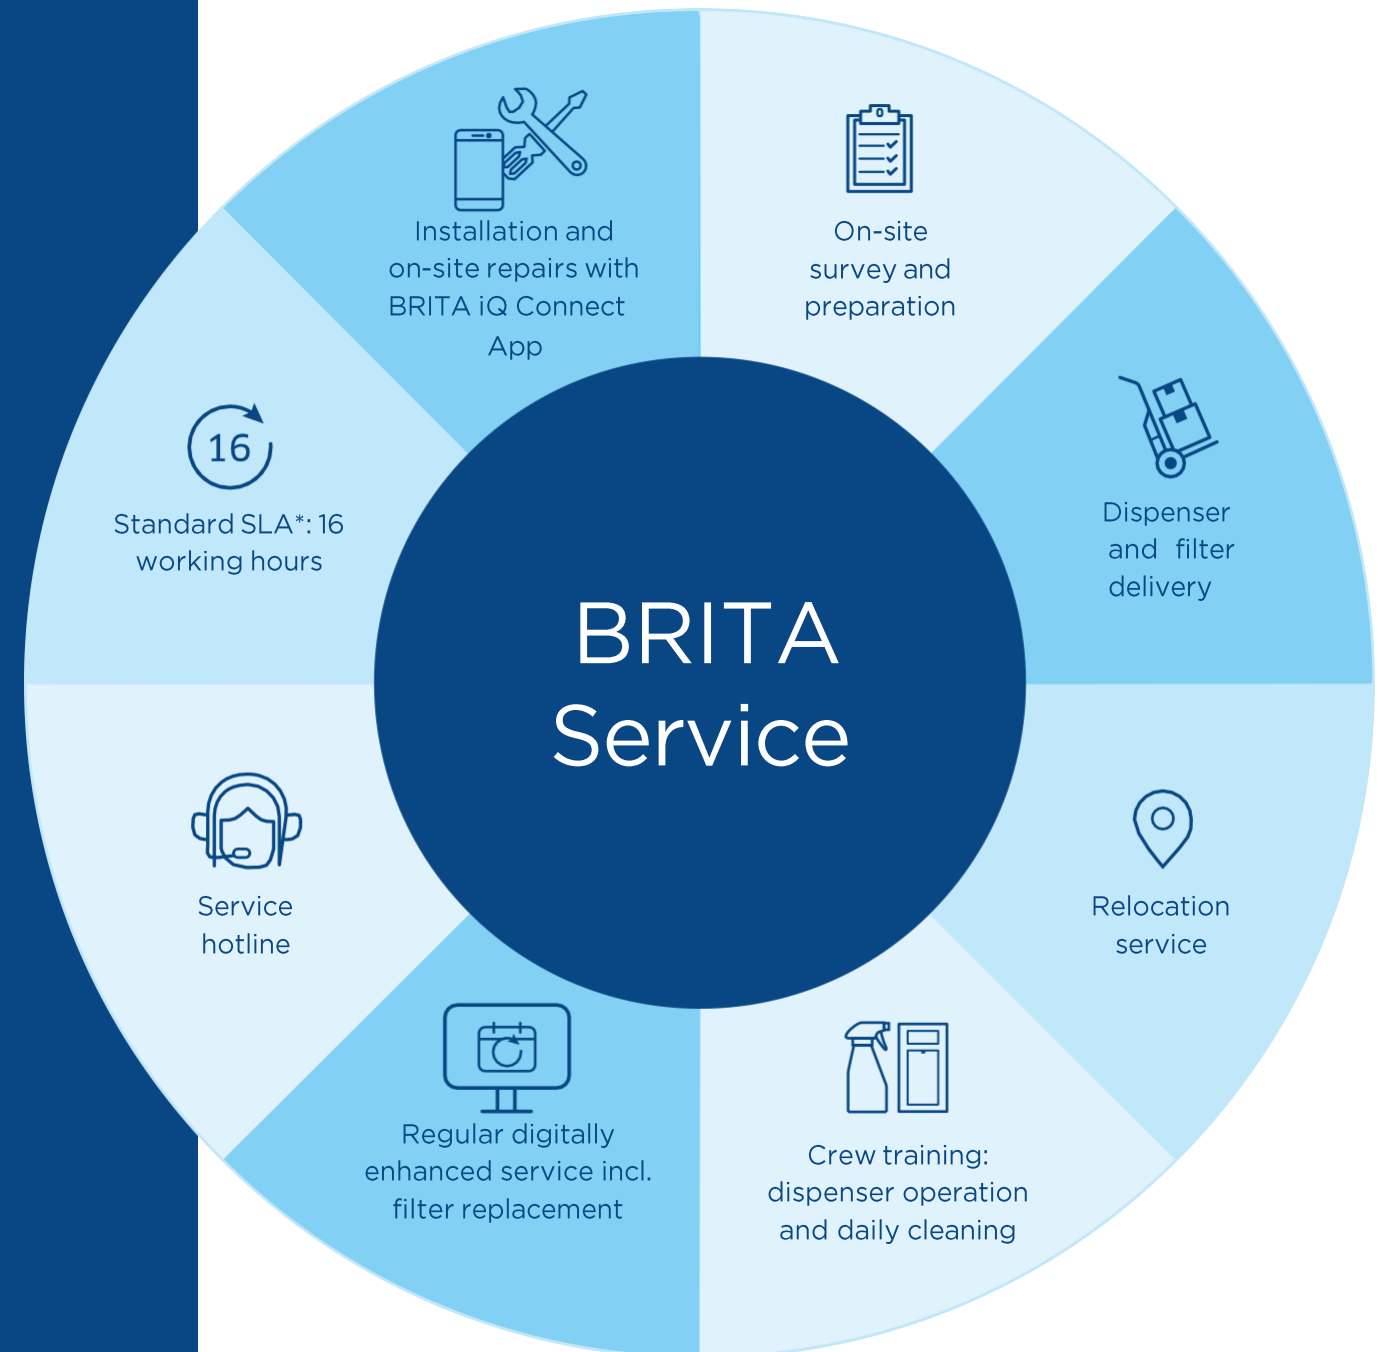 Installation and
on-site repairs with
BRITA iQ Connect
App
On-site
survey and
preparation
16
Standard SLA*: 16
working hours
Dispenser
and filter
delivery
BRITA
Service
Service
hotline
Relocation
service
Regular digitally
enhanced service incl.
filter replacement
Crew training:
dispenser operation
and daily cleaning